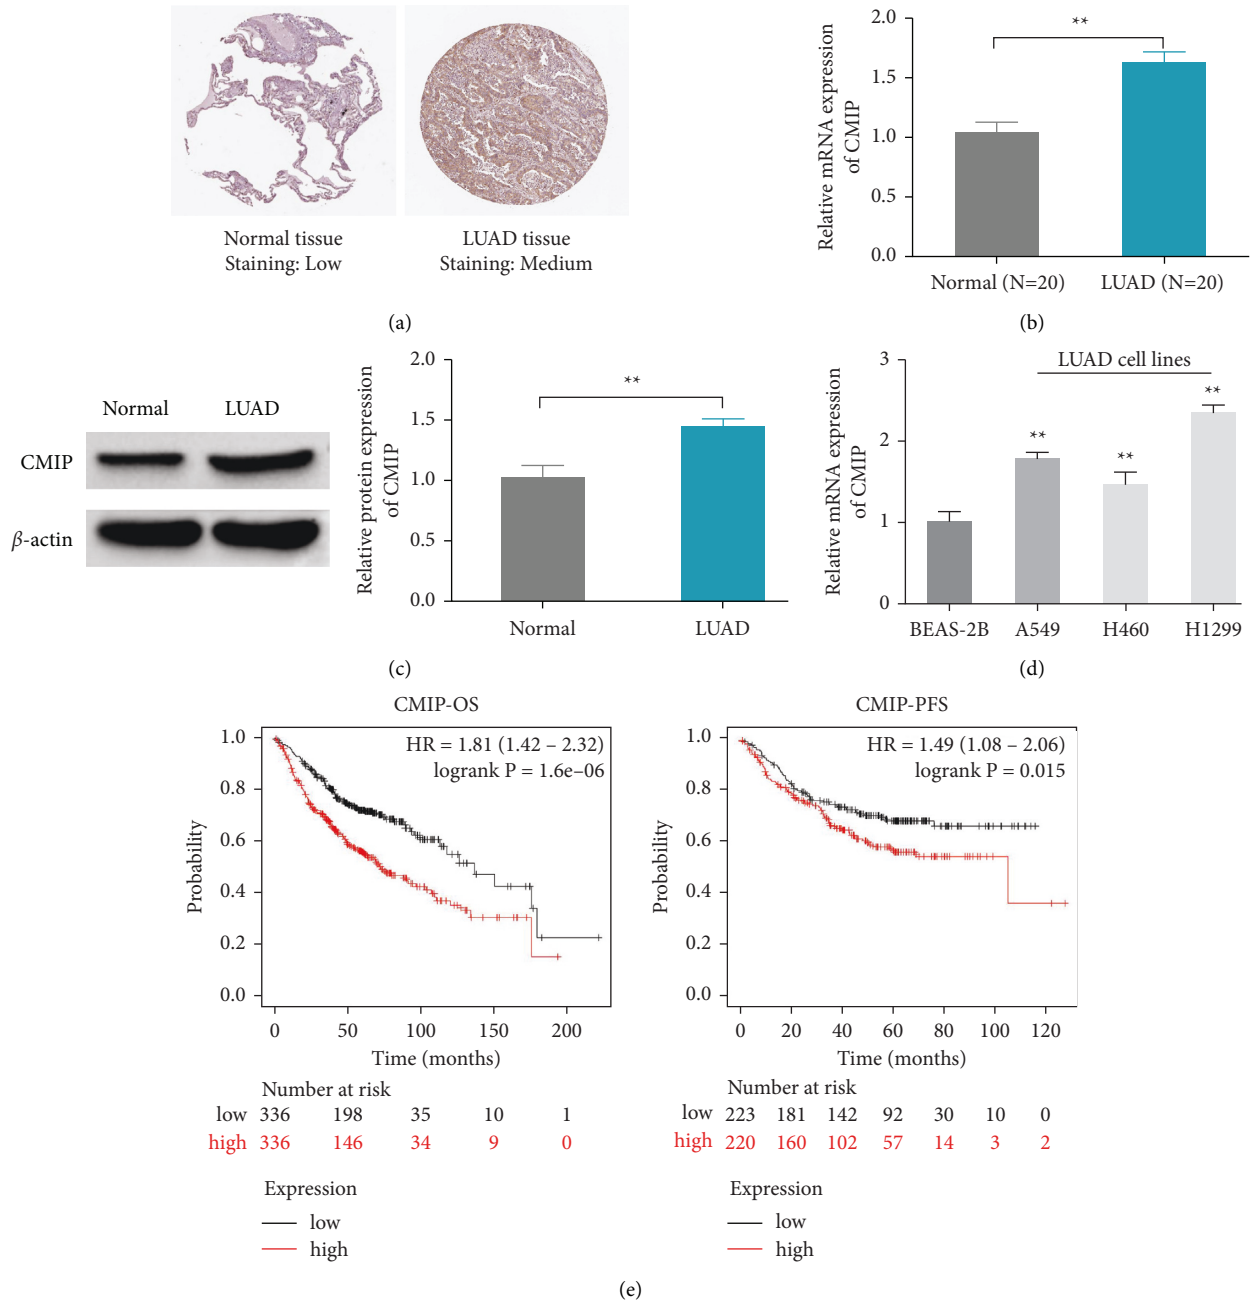 Normal tissue
Staining: Low
LUAD tissue
Staining: Medium
(a)
Relative mRNA expression
of CMIP
2.0
1.5
1.0
0.5
0.0
**
Normal (N=20)
LUAD (N=20)
(b)
Normal
LUAD
CMIP
β-actin
Relative protein expression
of CMIP
2.0
1.5
1.0
0.5
0.0
**
Normal
LUAD
(c)
Relative mRNA expression
of CMIP
3
2
1
0
LUAD cell lines
**
**
**
BEAS-2B
A549
H460
H1299
(d)
CMIP-OS
HR = 1.81 (1.42 – 2.32)
logrank P = 1.6e–06
Probability
1.0
0.8
0.6
0.4
0.2
0.0
0 50 100 150 200
Time (months)
Number at risk
low 336 198 35 10 1
high 336 146 34 9 0
Expression
low
high
CMIP-PFS
HR = 1.49 (1.08 – 2.06)
logrank P = 0.015
Probability
1.0
0.8
0.6
0.4
0.2
0.0
0 20 40 60 80 100 120
Time (months)
Number at risk
low 223 181 142 92 30 10 0
high 220 160 102 57 14 3 2
Expression
low
high
(e)